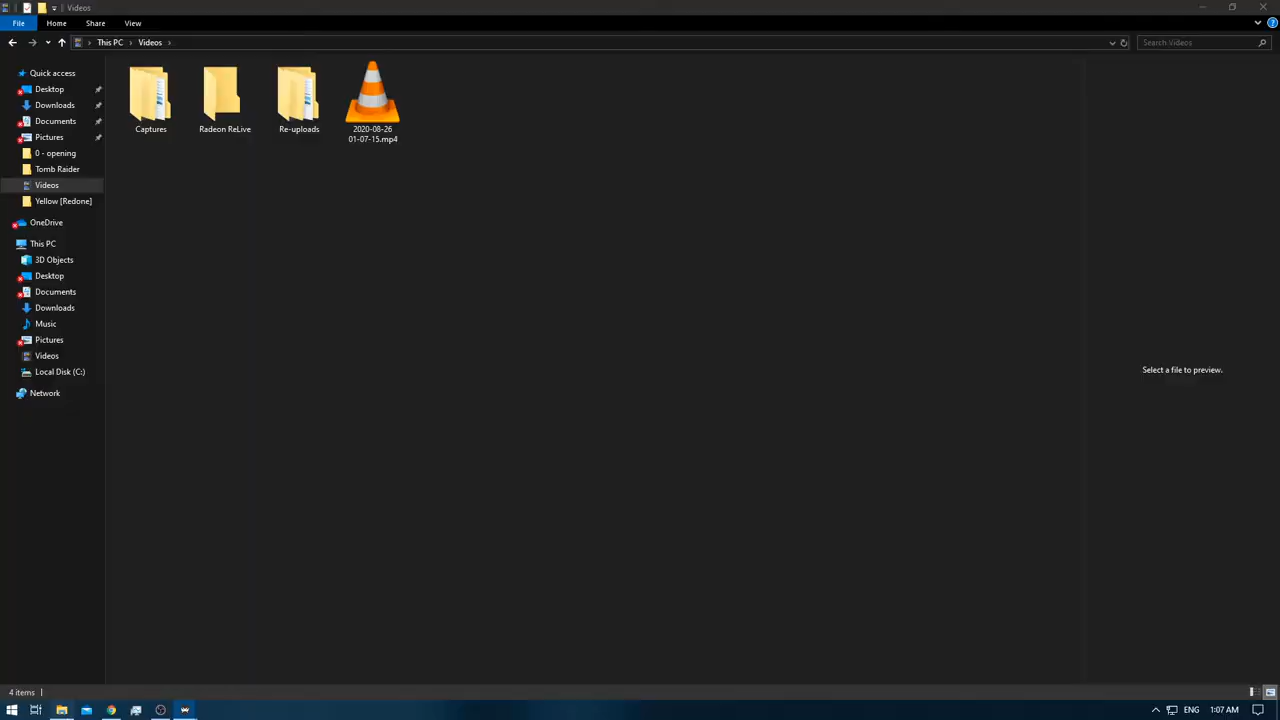 Videos
File Home Share View
This PC Videos
Search Videos
Quick access
Desktop
Downloads
Documents
Pictures
0 - opening
Tomb Raider
Videos
Yellow [Redone]
OneDrive
This PC
3D Objects
Desktop
Documents
Downloads
Music
Pictures
Videos
Local Disk (C:)
Network
Captures
Radeon ReLive
Re-uploads
2020-08-26
01-07-15.mp4
Select a file to preview.
4 items
ENG 1:07 AM